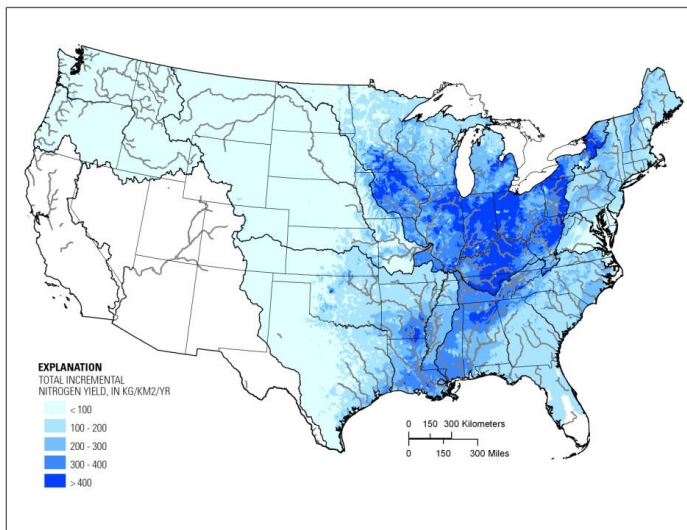 EXPLANATION
TOTAL INCREMENTAL
NITROGEN YIELD, IN KG/KM2/YR
< 100
100 - 200
200 - 300
300 - 400
> 400
0 150 300 Kilometers
0 150 300 Miles